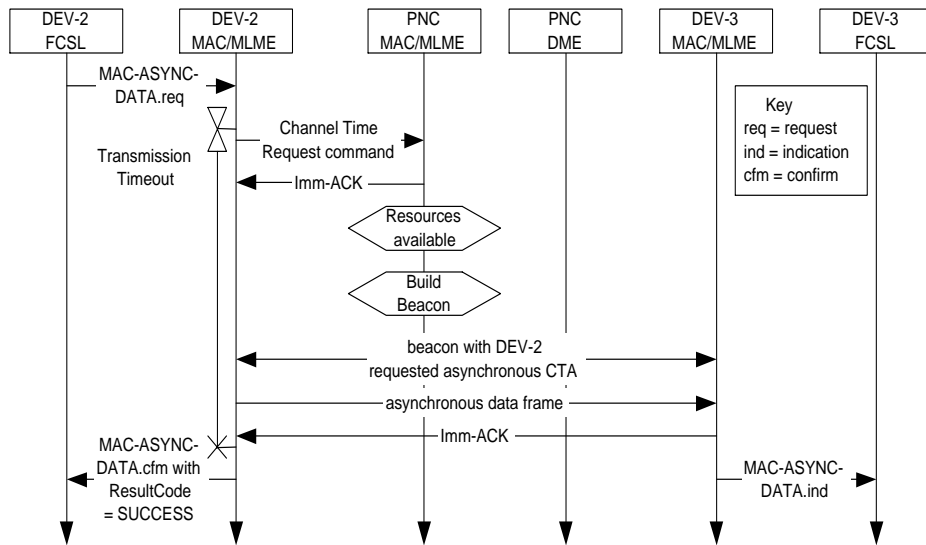 DEV-2
FCSL
DEV-2
MAC/MLME
PNC
MAC/MLME
PNC
DME
DEV-3
MAC/MLME
DEV-3
FCSL
MAC-ASYNC-
DATA.req
Key
req = request
ind = indication
cfm = confirm
Channel Time
Request command
Transmission
Timeout
Imm-ACK
Resources
available
Build
Beacon
beacon with DEV-2
requested asynchronous CTA
asynchronous data frame
Imm-ACK
MAC-ASYNC-
DATA.cfm with
ResultCode
= SUCCESS
MAC-ASYNC-
DATA.ind